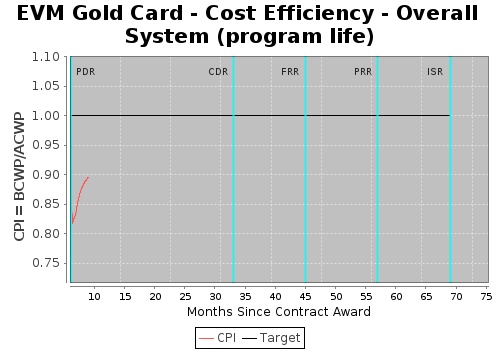 EVM Gold Card - Cost Efficiency - Overall
System (program life)
1.10
1.05
1.00
0.95
0.90
0.85
0.80
0.75
CPI = BCWP/ACWP
PDR CDR FRR PRR ISR
10 15 20 25 30 35 40 45 50 55 60 65 70 75
Months Since Contract Award
CPI Target